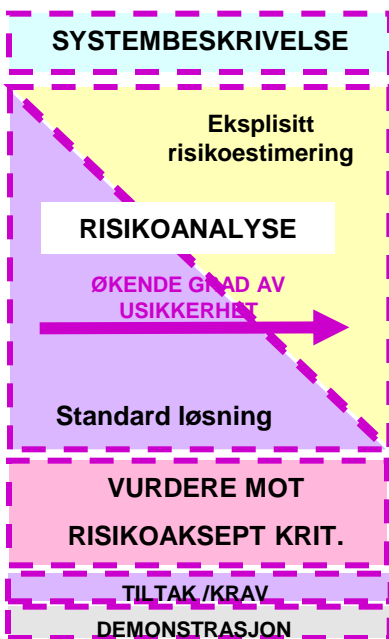 SYSTEMBESKRIVELSE
Eksplisitt
risikoestimering
RISIKOANALYSE
ØKENDE GRAD AV
USIKKERHET
Standard løsning
VURDERE MOT
RISIKOAKSEPT KRIT.
TILTAK /KRAV
DEMONSTRASJON